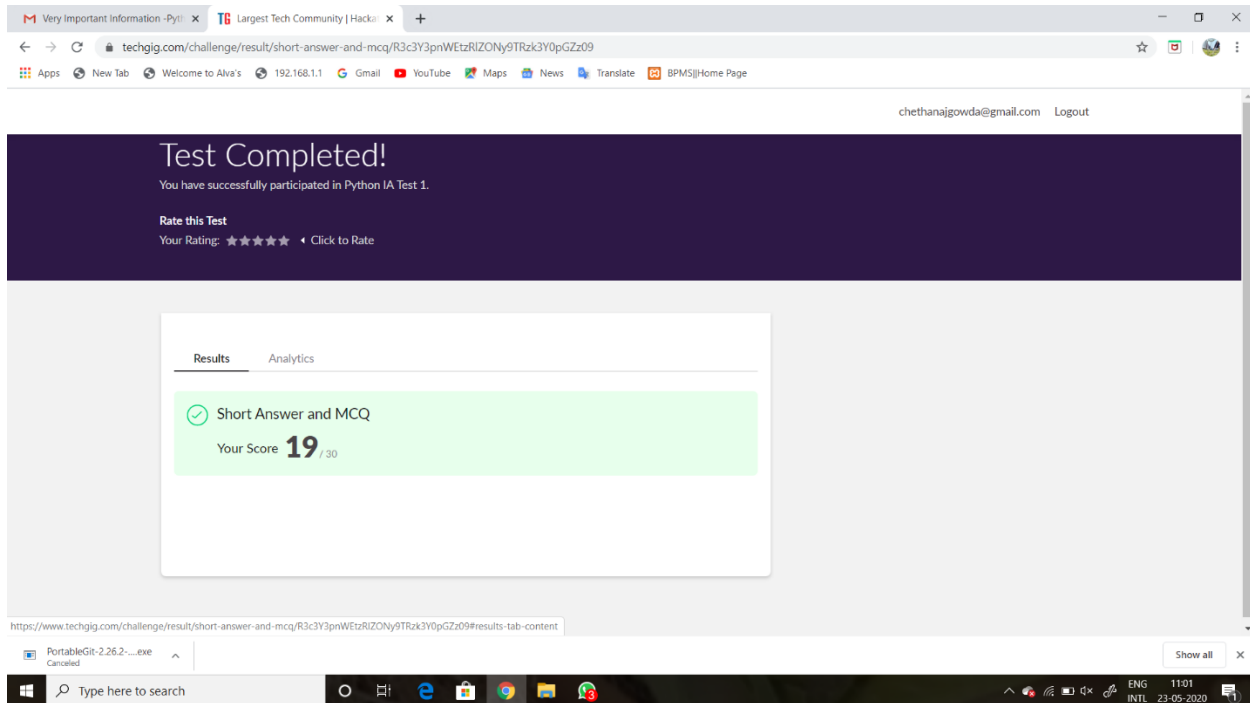 Very Important Information -Pyth
TG Largest Tech Community | Hacka
techgig.com/challenge/result/short-answer-and-mcq/R3c3Y3pnWEtzRlZONy9TRzk3Y0pGZz09
Apps New Tab Welcome to Alva's 192.168.1.1 Gmail YouTube Maps News Translate BPMS||Home Page
chethanajgowda@gmail.com Logout
Test Completed!
You have successfully participated in Python IA Test 1.
Rate this Test
Your Rating: Click to Rate
Results Analytics
Short Answer and MCQ
Your Score 19 / 30
https://www.techgig.com/challenge/result/short-answer-and-mcq/R3c3Y3pnWEtzRlZONy9TRzk3Y0pGZz09#results-tab-content
PortableGit-2.26.2-....exe
Canceled
Show all
Type here to search
3
ENG 11:01
INTL 23-05-2020
1